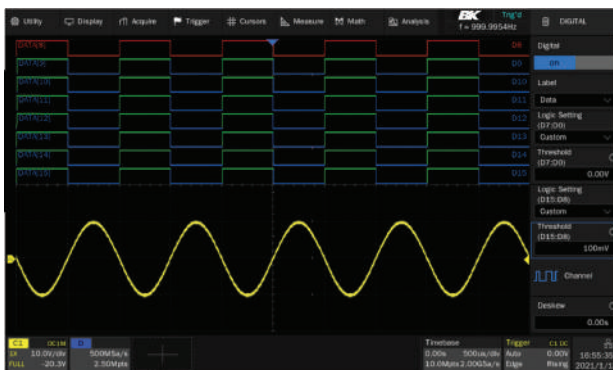 Utility Display Acquire Trigger Cursors Measure Math Analysis BK Trig'd
f = 999.9954Hz
DIGITAL
Digital
on
Label
Data
Logic Setting
(D7:D0)
Custom
Threshold
(D7:D0)
0.00V
Logic Setting
(D15:D8)
Custom
Threshold
(D15:D8)
100mV
Channel
Deskew
0.00s
DATA(8) D8
DATA(9)
DATA(10) D10
DATA(11) D11
DATA(12) D12
DATA(13) D13
DATA(14) D14
DATA(15) D15
C1 DC1M
1X 10.0V/div
FULL -20.3V
D
500MSa/s
2.50Mpts
Timebase
0.00s 500us/div
10.0Mpts 2.00GSa/s
Trigger C1 DC
Auto 0.00V
Edge Rising
16:55:35